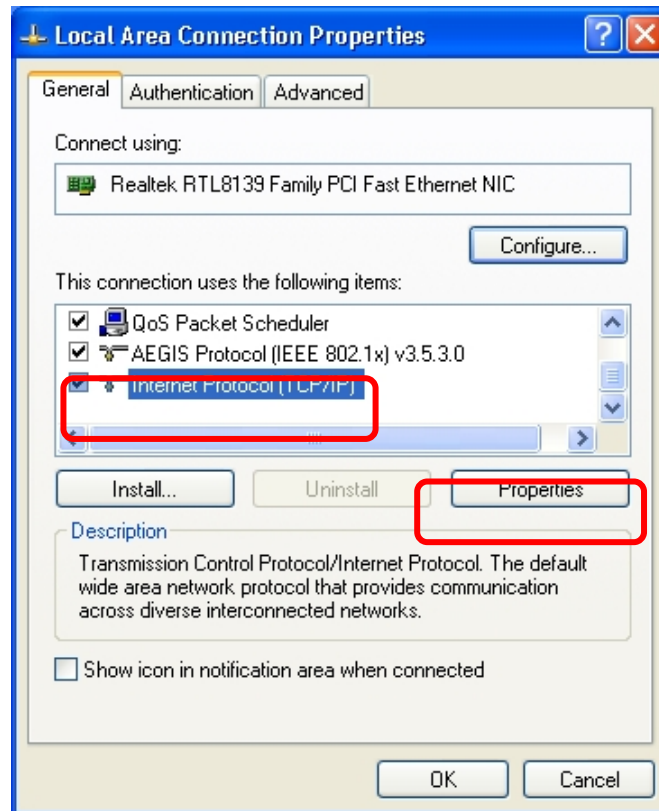 Local Area Connection Properties
General Authentication Advanced
Connect using:
Realtek RTL8139 Family PCI Fast Ethernet NIC
Configure...
This connection uses the following items:
QoS Packet Scheduler
AEGIS Protocol (IEEE 802.1x) v3.5.3.0
Internet Protocol (TCP/IP)
Install... Uninstall Properties
Description
Transmission Control Protocol/Internet Protocol. The default
wide area network protocol that provides communication
across diverse interconnected networks.
Show icon in notification area when connected
OK Cancel